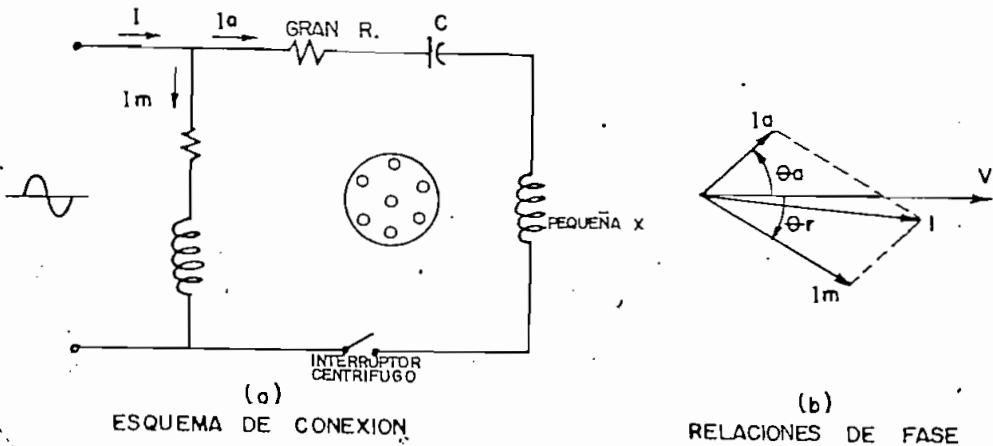 I
Ia
GRAN R.
C
Im
PEQUEÑA X
INTERRUPTOR
CENTRIFUGO
(a)
ESQUEMA DE CONEXION
Ia
θa
V
θr
I
Im
(b)
RELACIONES DE FASE